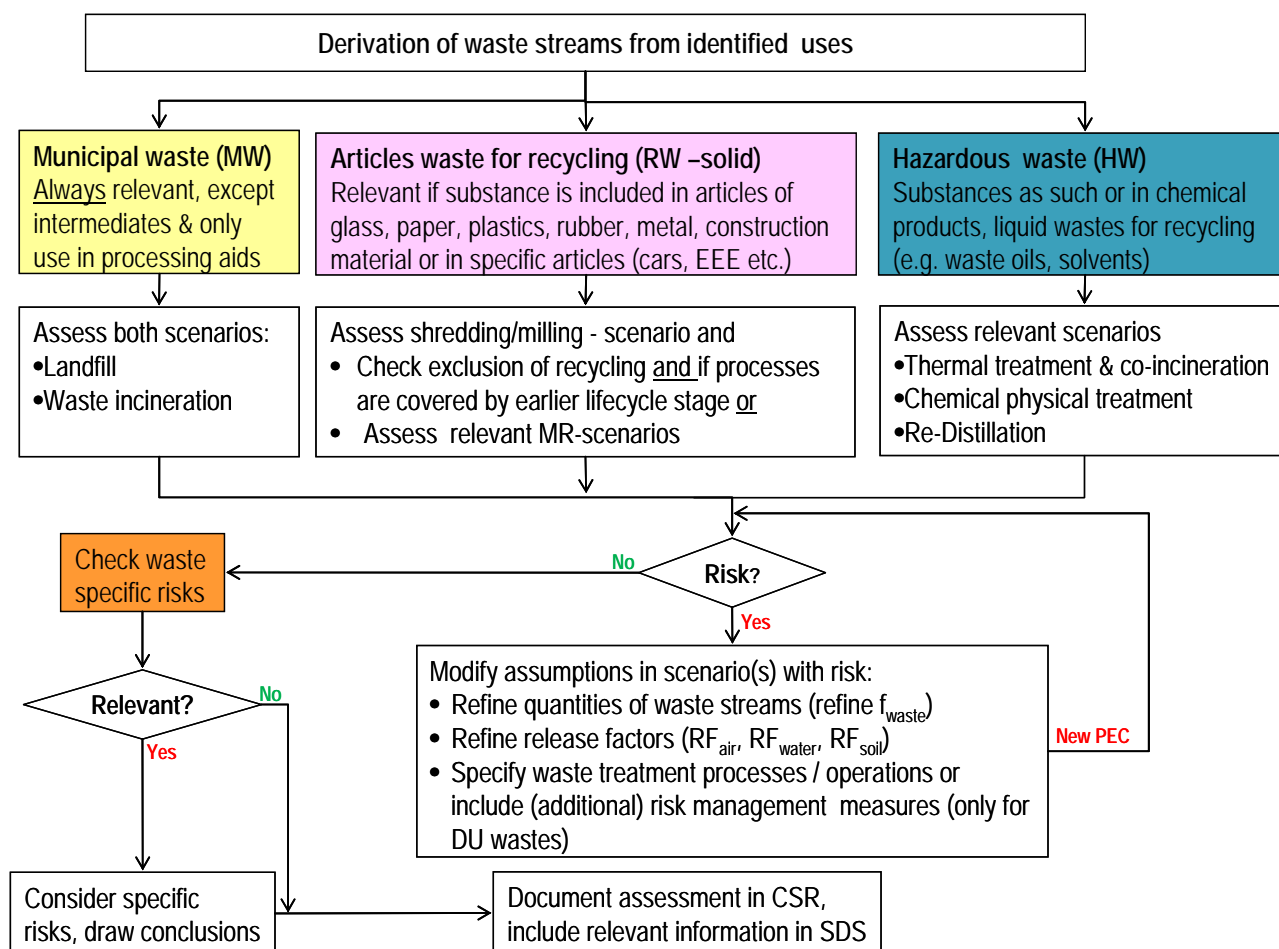 Derivation of waste streams from identified uses
Municipal waste (MW)
Always relevant, except
intermediates & only
use in processing aids
Articles waste for recycling (RW –solid)
Relevant if substance is included in articles of
glass, paper, plastics, rubber, metal, construction
material or in specific articles (cars, EEE etc.)
Hazardous waste (HW)
Substances as such or in chemical
products, liquid wastes for recycling
(e.g. waste oils, solvents)
Assess both scenarios:
•Landfill
•Waste incineration
Assess shredding/milling - scenario and
• Check exclusion of recycling and if processes
are covered by earlier lifecycle stage or
• Assess relevant MR-scenarios
Assess relevant scenarios
•Thermal treatment & co-incineration
•Chemical physical treatment
•Re-Distillation
Check waste
specific risks
No
Risk?
Yes
Relevant?
No
Yes
Modify assumptions in scenario(s) with risk:
• Refine quantities of waste streams (refine fwaste)
• Refine release factors (RFair, RFwater, RFsoil)
• Specify waste treatment processes / operations or
include (additional) risk management measures (only for
DU wastes)
New PEC
Consider specific
risks, draw conclusions
Document assessment in CSR,
include relevant information in SDS